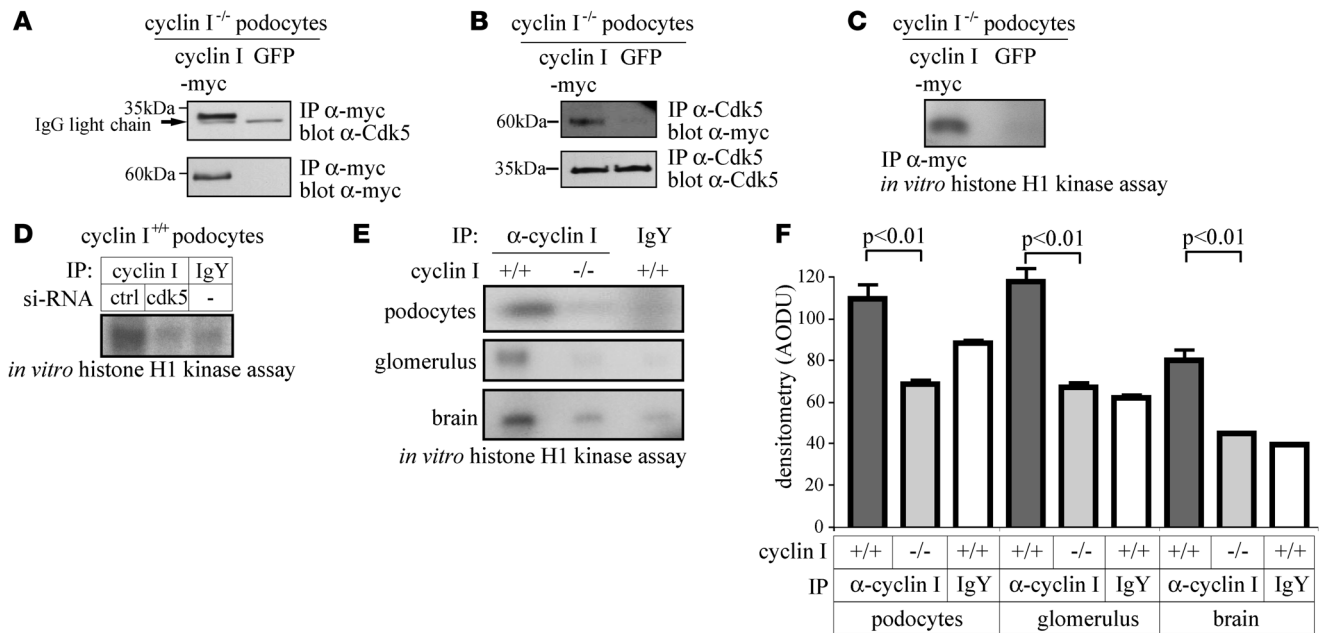 A
cyclin I-/- podocytes
cyclin I GFP
-myc
35kDa
IgG light chain
IP α-myc
blot α-Cdk5
60kDa
IP α-myc
blot α-myc
B
cyclin I-/- podocytes
cyclin I GFP
-myc
60kDa
IP α-Cdk5
blot α-myc
35kDa
IP α-Cdk5
blot α-Cdk5
C
cyclin I-/- podocytes
cyclin I GFP
-myc
IP α-myc
in vitro histone H1 kinase assay
D
cyclin I+/+ podocytes
IP: cyclin I IgY
si-RNA ctrl cdk5 -
in vitro histone H1 kinase assay
E
IP: α-cyclin I IgY
cyclin I +/+ -/- +/+
podocytes
glomerulus
brain
in vitro histone H1 kinase assay
F
p<0.01 p<0.01 p<0.01
densitometry (AODU)
120
100
80
60
40
20
0
cyclin I +/+ -/- +/+ +/+ -/- +/+ +/+ -/- +/+
IP α-cyclin I IgY α-cyclin I IgY α-cyclin I IgY
podocytes glomerulus brain